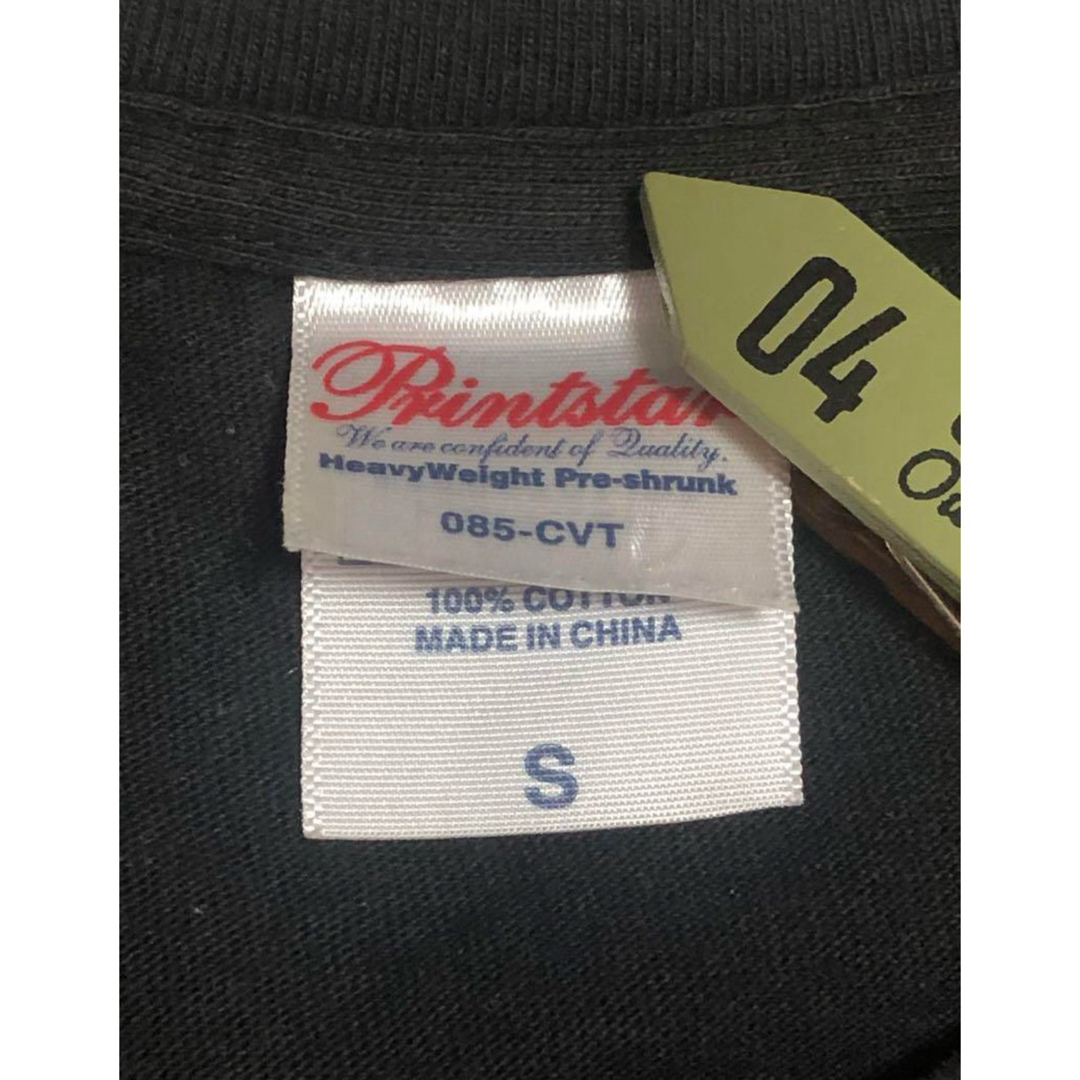 Printstar
We are confident of Quality.
HeavyWeight Pre-shrunk
085-CVT
100% COTTON
MADE IN CHINA
S
04